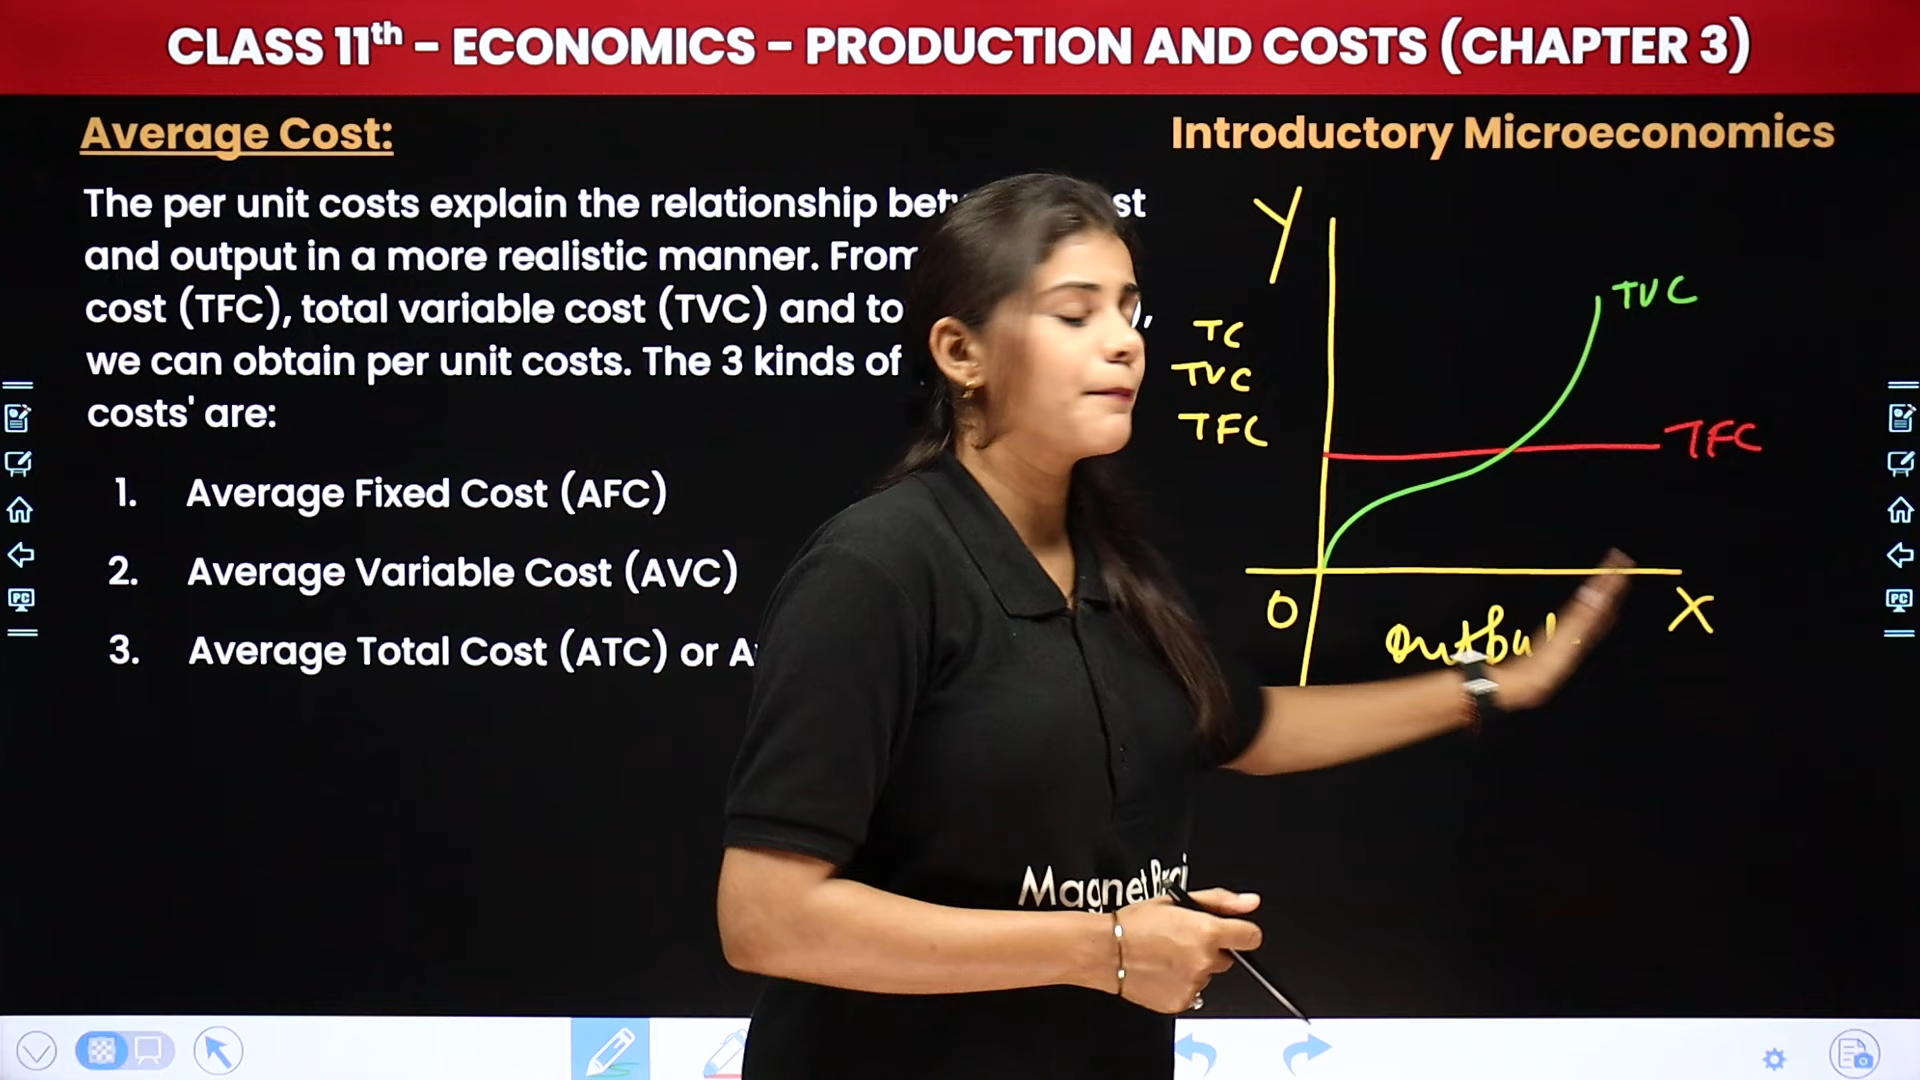 CLASS 11th - ECONOMICS - PRODUCTION AND COSTS (CHAPTER 3)
Average Cost:
Introductory Microeconomics
The per unit costs explain the relationship st
and output in a more realistic manner. From
cost (TFC), total variable cost (TVC) and ),
we can obtain per unit costs. The 3 kinds of
costs' are:
1. Average Fixed Cost (AFC)
2. Average Variable Cost (AVC)
3. Average Total Cost (ATC) or
Y
TC
TVC
TFC
TVC
TFC
O
X
Magnet
PC
PC